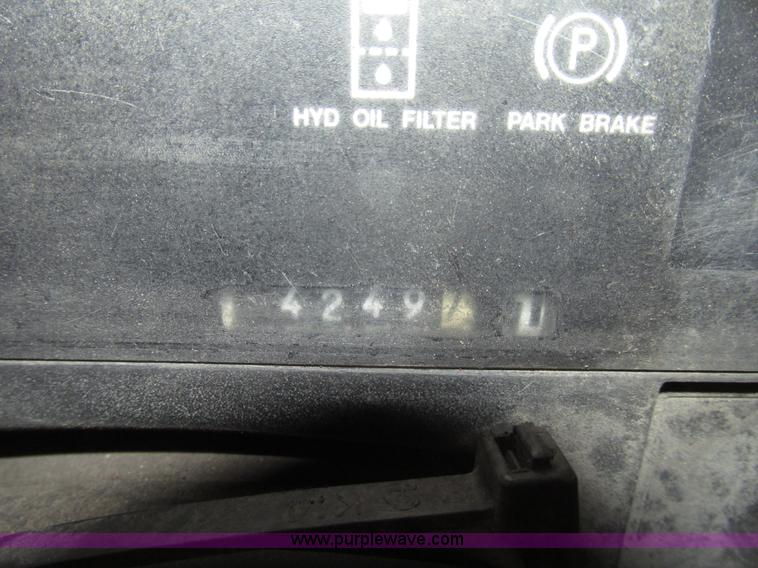 P
HYD OIL FILTER PARK BRAKE
4249
www.purplewave.com